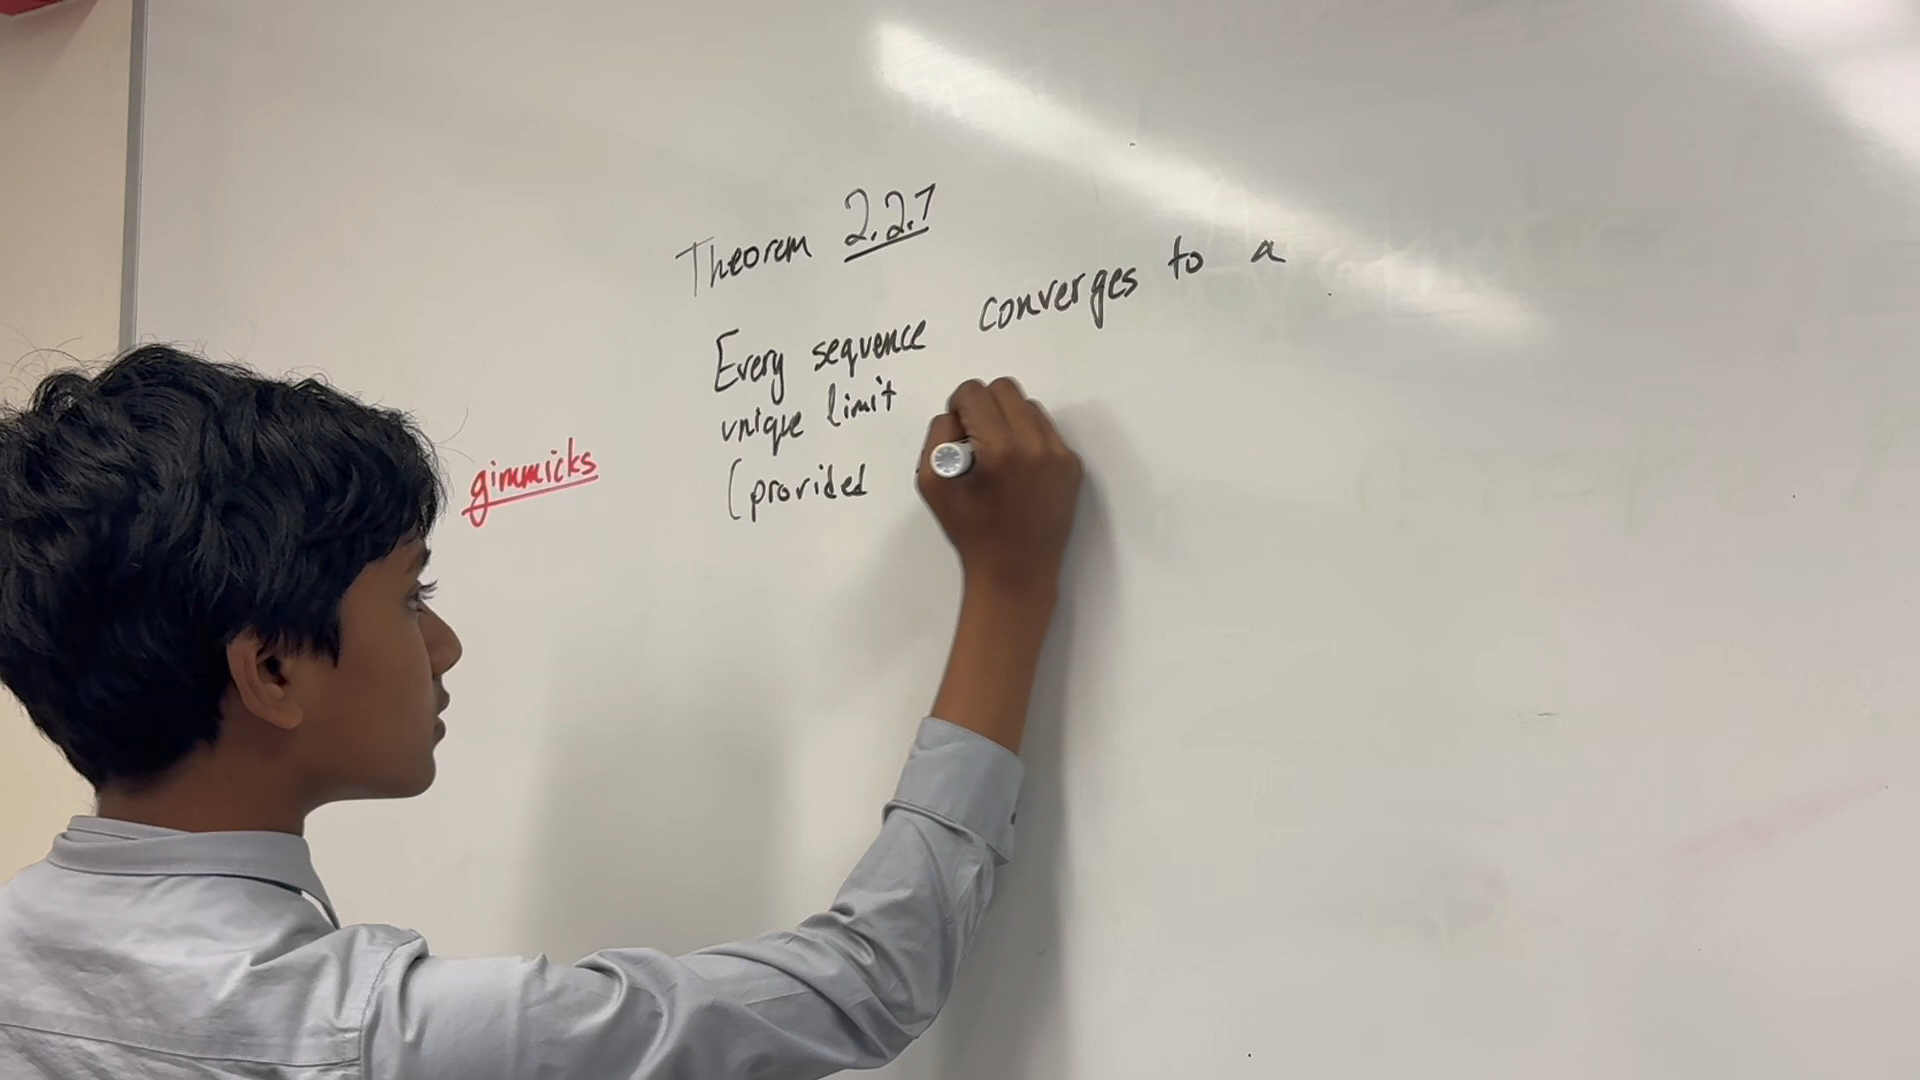 Theorem 2.2.7
Every sequence converges to a
unique limit
(provided
gimmicks